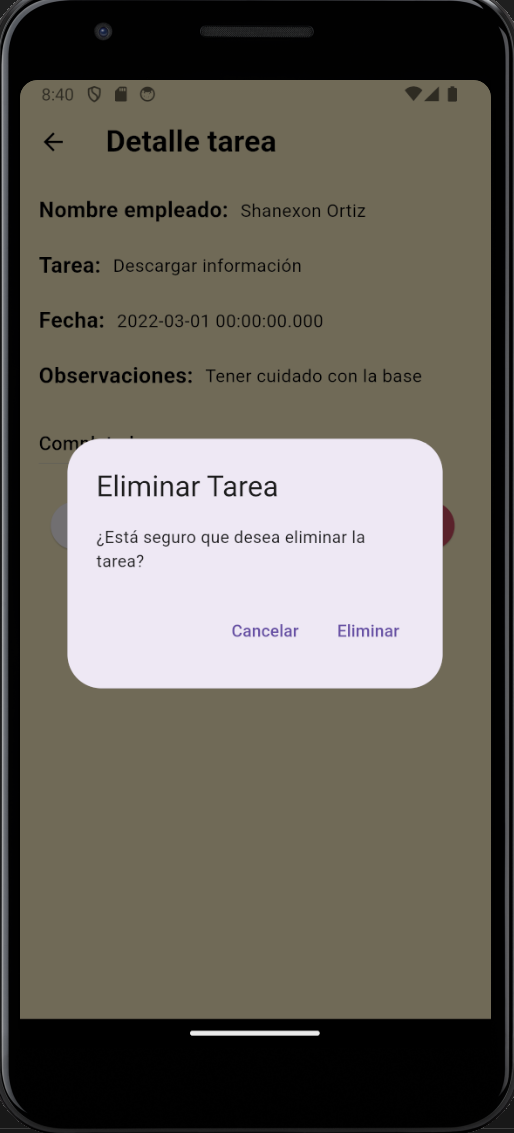 8:40
Detalle tarea
Nombre empleado: Shanexon Ortiz
Tarea: Descargar información
Fecha: 2022-03-01 00:00:00.000
Observaciones: Tener cuidado con la base
Eliminar Tarea
¿Está seguro que desea eliminar la
tarea?
Cancelar Eliminar